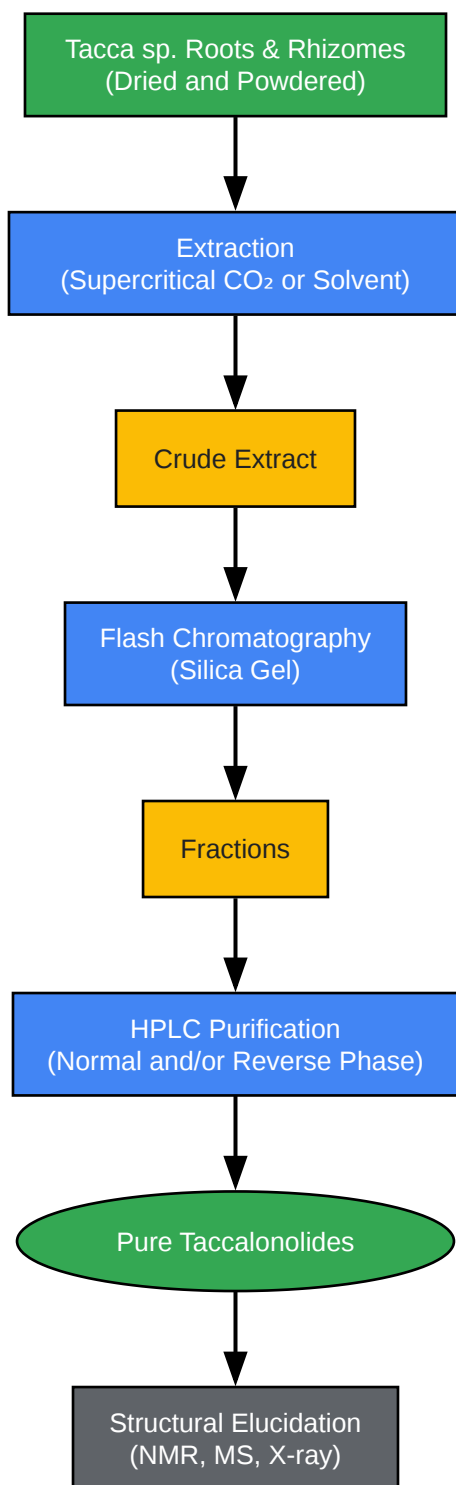 Tacca sp. Roots & Rhizomes
(Dried and Powdered)
Extraction
(Supercritical CO₂ or Solvent)
Crude Extract
Flash Chromatography
(Silica Gel)
Fractions
HPLC Purification
(Normal and/or Reverse Phase)
Pure Taccalonolides
Structural Elucidation
(NMR, MS, X-ray)